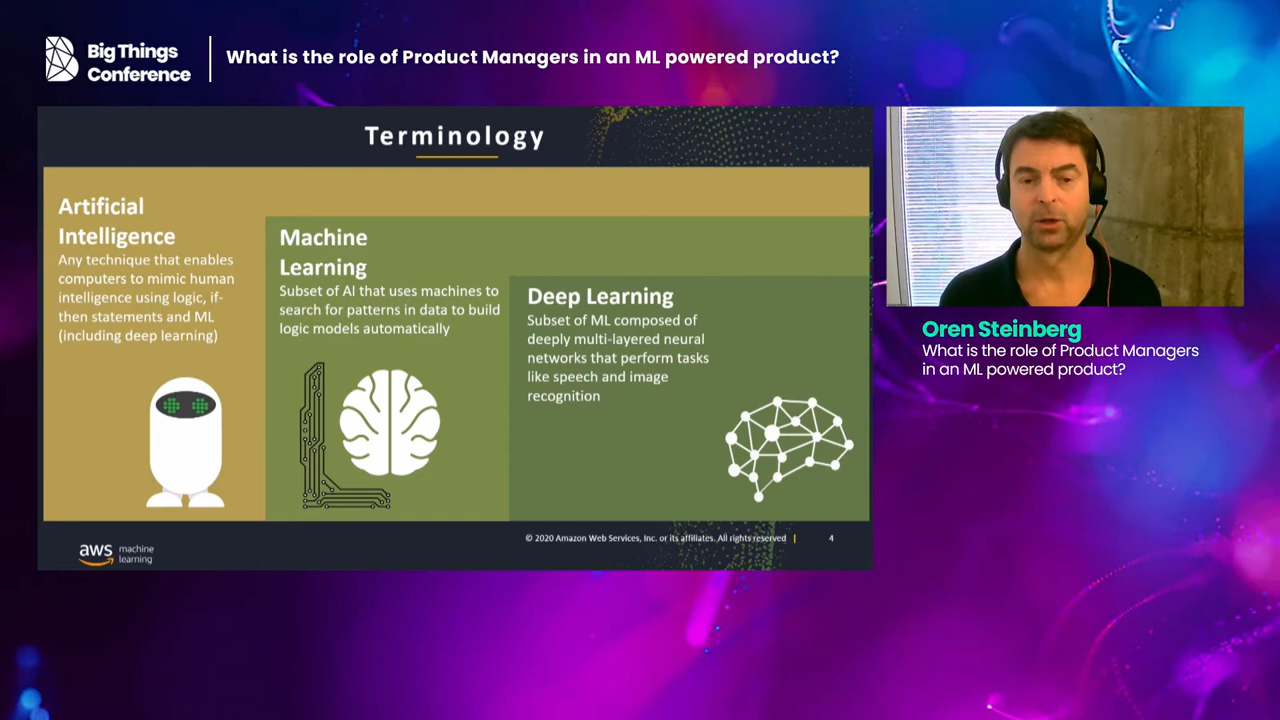 Big Things
Conference
What is the role of Product Managers in an ML powered product?
Terminology
Artificial
Intelligence
Any technique that enables
computers to mimic human
intelligence using logic, if-
then statements and ML
(including deep learning)
Machine
Learning
Subset of AI that uses machines to
search for patterns in data to build
logic models automatically
Deep Learning
Subset of ML composed of
deeply multi-layered neural
networks that perform tasks
like speech and image
recognition
aws machine
learning
© 2020 Amazon Web Services, Inc. or its affiliates. All rights reserved | 4
Oren Steinberg
What is the role of Product Managers
in an ML powered product?